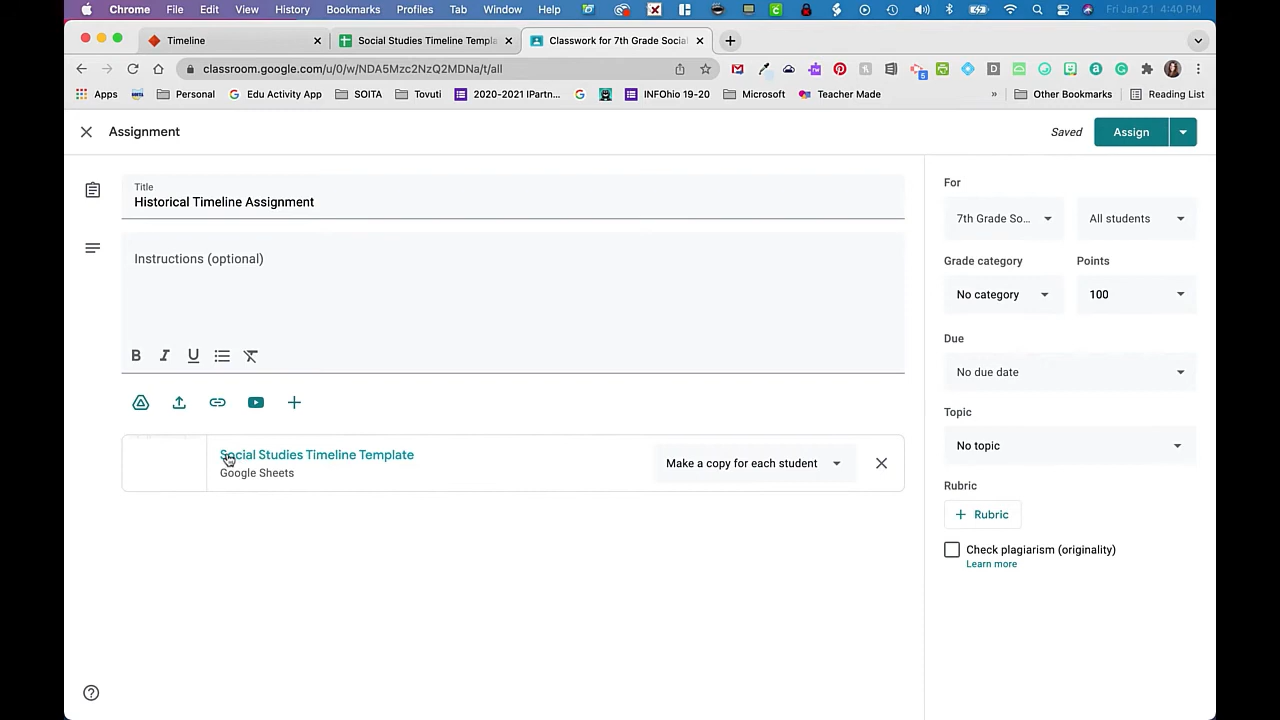 Chrome File Edit View History Bookmarks Profiles Tab Window Help Fri Jan 21 4:40 PM
Timeline Social Studies Timeline Templa Classwork for 7th Grade Social
classroom.google.com/u/0/w/NDA5Mzc2NzQ2MDNa/t/all
5
Apps Personal Edu Activity App SOITA Tovuti 2020-2021 IPartn... INFOhio 19-20 Microsoft Teacher Made » Other Bookmarks Reading List
Assignment
Saved
Assign
Title
Historical Timeline Assignment
Instructions (optional)
B I U
Social Studies Timeline Template
Google Sheets
Make a copy for each student
For
7th Grade So... All students
Grade category Points
No category 100
Due
No due date
Topic
No topic
Rubric
+ Rubric
Check plagiarism (originality)
Learn more